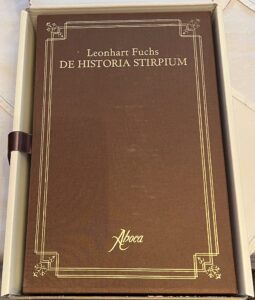 Leonhart Fuchs
DE HISTORIA STIRPIUM
Aboca